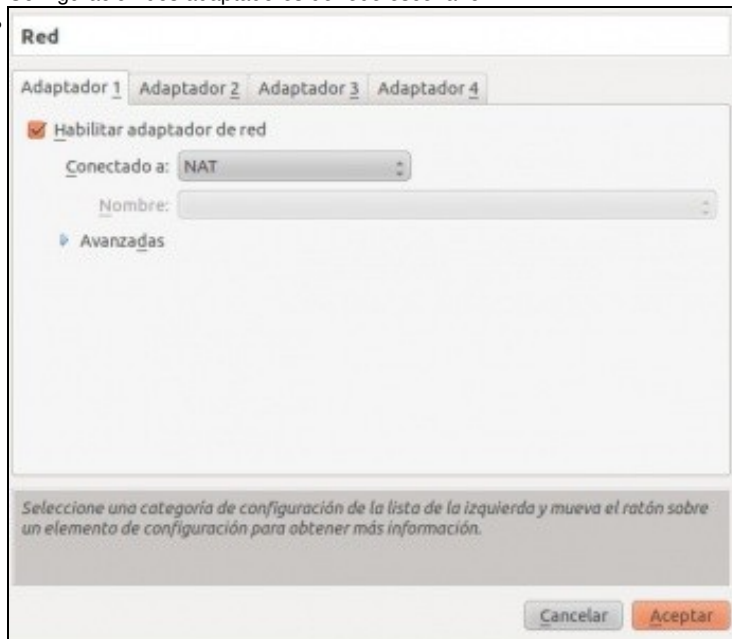 Red
Adaptador 1 Adaptador 2 Adaptador 3 Adaptador 4
Habilitar adaptador de red
Conectado a: NAT
Nombre:
Avanzadas
Seleccione una categoría de configuración de la lista de la izquierda y mueva el ratón sobre
un elemento de configuración para obtener más información.
Cancelar Aceptar